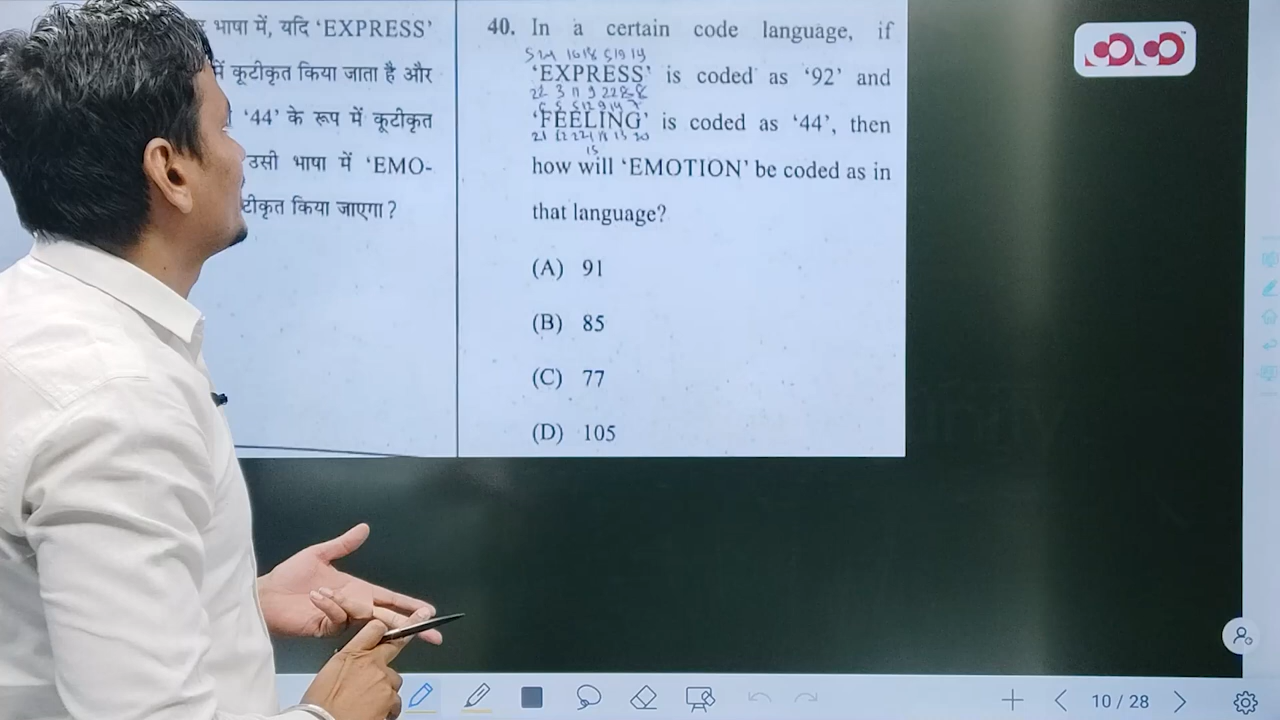 भाषा में, यदि ‘EXPRESS’
में कूटीकृत किया जाता है और
‘44’ के रूप में कूटीकृत
उसी भाषा में ‘EMO-
टीकृत किया जाएगा ?
40. In a certain code language, if
‘EXPRESS’ is coded as ‘92’ and
‘FEELING’ is coded as ‘44’, then
how will ‘EMOTION’ be coded as in
that language?
(A) 91
(B) 85
(C) 77
(D) 105
10 / 28